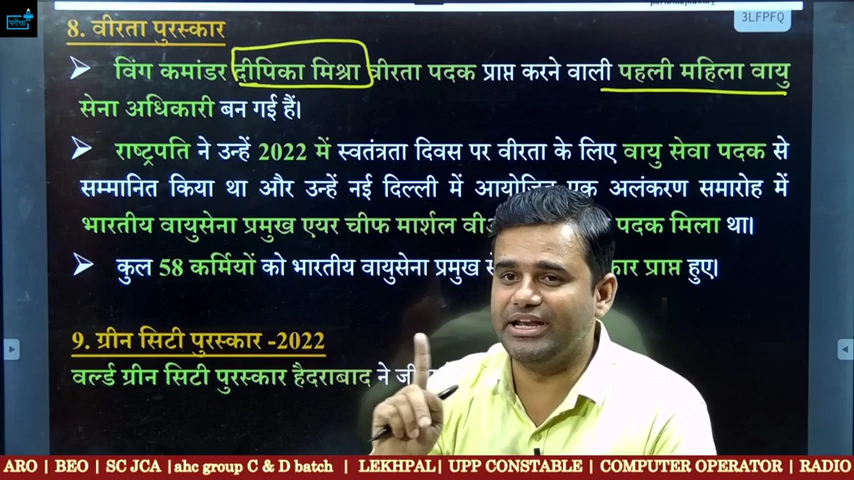 परीक्षा
3LFPFQ
8. वीरता पुरस्कार
विंग कमांडर दीपिका मिश्रा वीरता पदक प्राप्त करने वाली पहली महिला वायु
सेना अधिकारी बन गई हैं।
राष्ट्रपति ने उन्हें 2022 में स्वतंत्रता दिवस पर वीरता के लिए वायु सेवा पदक से
सम्मानित किया था और उन्हें नई दिल्ली में आयोजित एक अलंकरण समारोह में
भारतीय वायुसेना प्रमुख एयर चीफ मार्शल पदक मिला था।
कुल 58 कर्मियों को भारतीय वायुसेना प्रमुख प्राप्त हुए।
9. ग्रीन सिटी पुरस्कार -2022
वर्ल्ड ग्रीन सिटी पुरस्कार हैदराबाद ने
ARO | BEO | SC JCA |ahc group C & D batch | LEKHPAL| UPP CONSTABLE | COMPUTER OPERATOR | RADIO